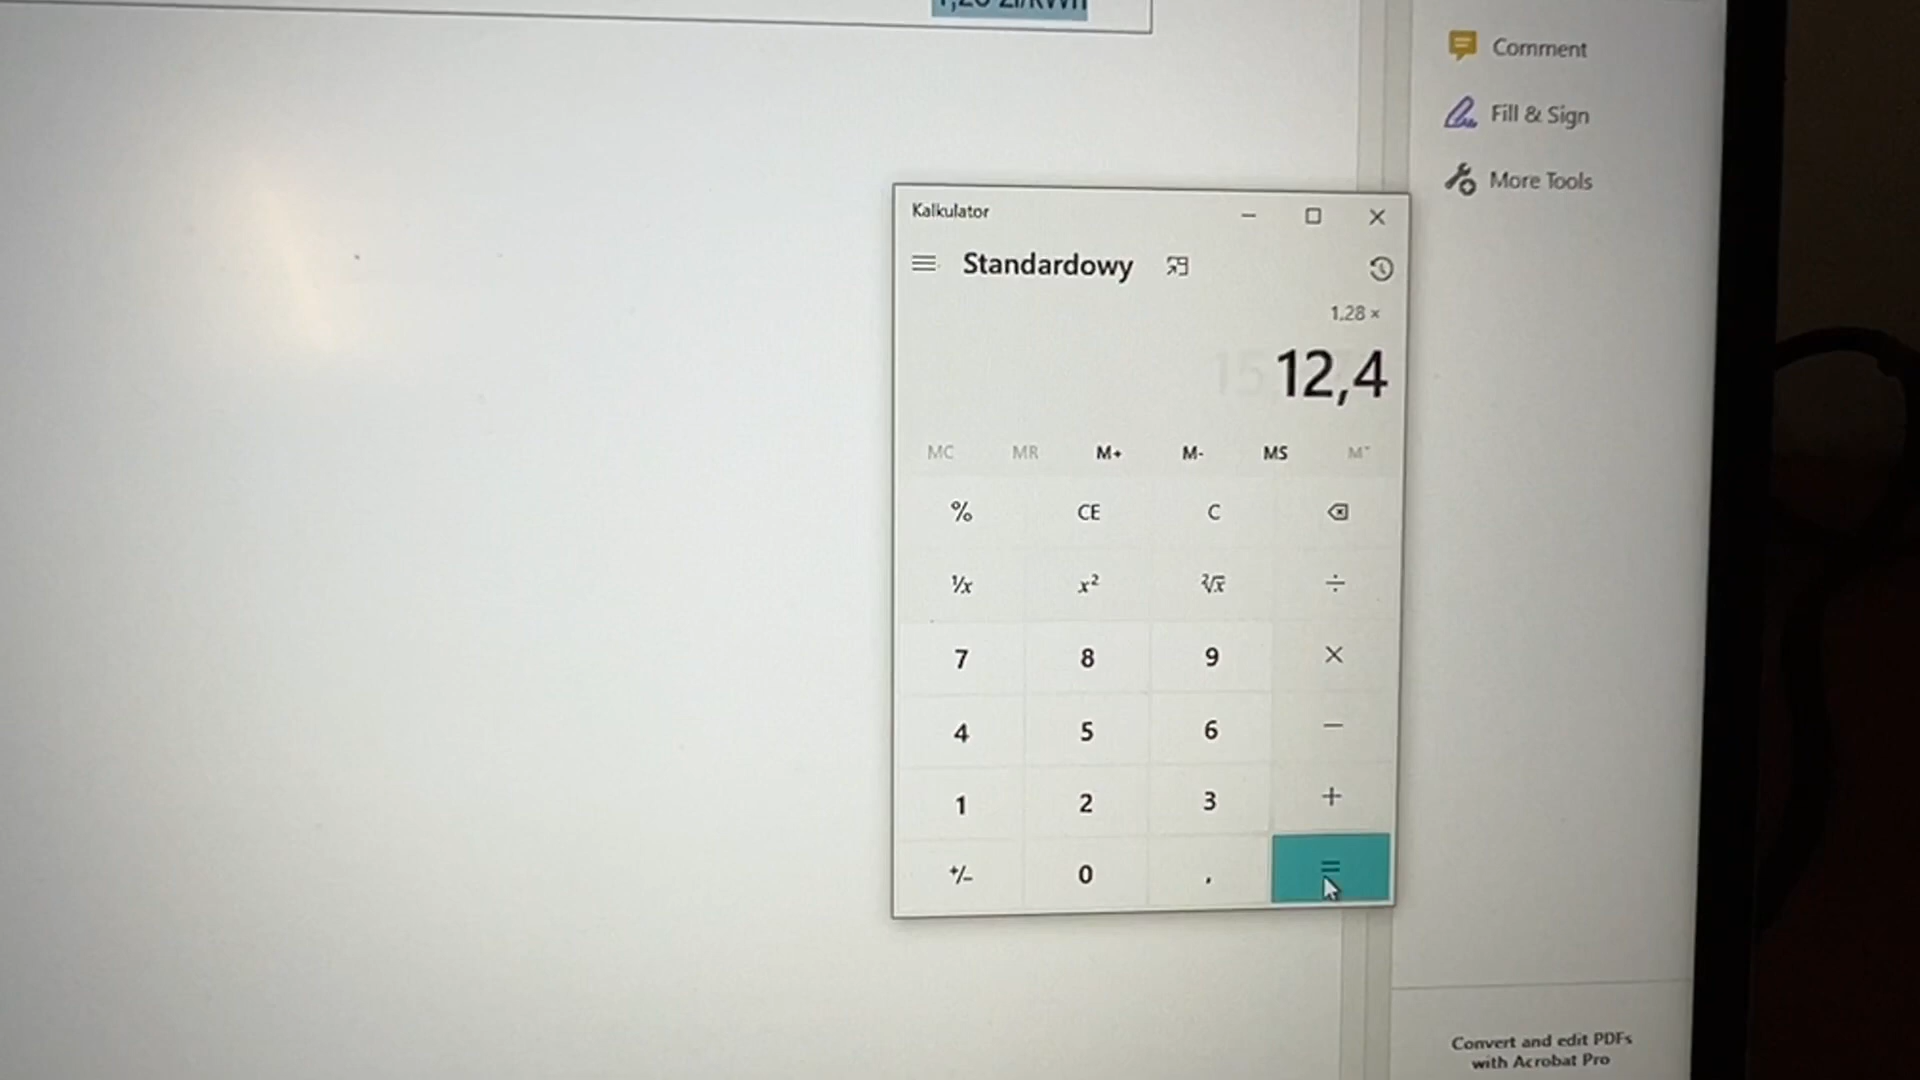 Comment
Fill & Sign
More Tools
Kalkulator
Standardowy
1,28 ×
12,4
MC MR M+ M- MS M˅
% CE C
¹/x x² ²√x ÷
7 8 9 ×
4 5 6 −
1 2 3 +
+/− 0 , =
Convert and edit PDFs
with Acrobat Pro